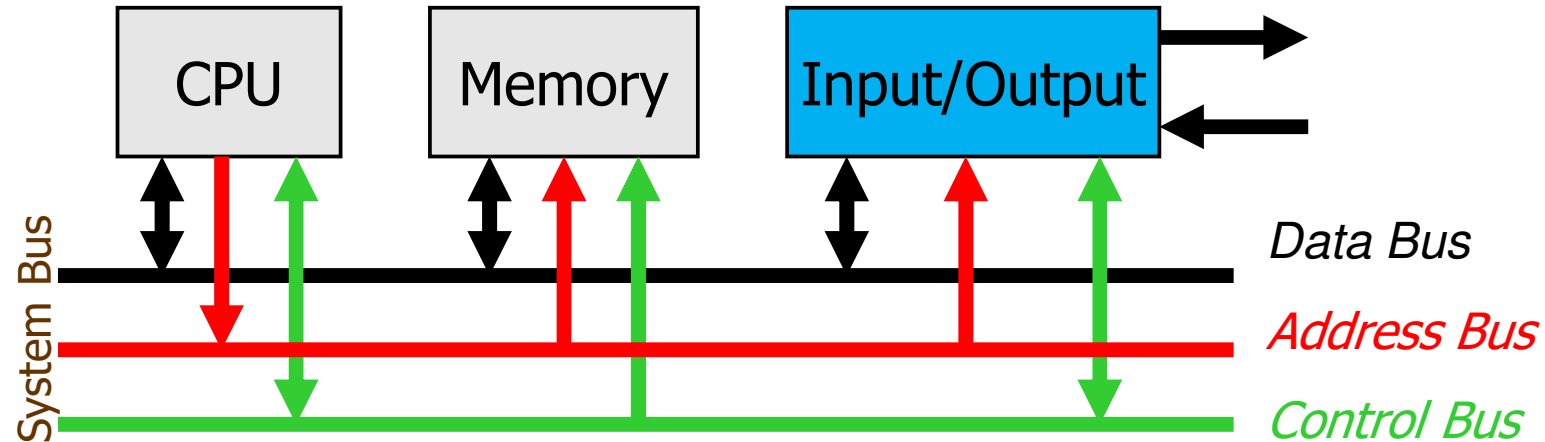 CPU
Memory
Input/Output
System Bus
Data Bus
Address Bus
Control Bus